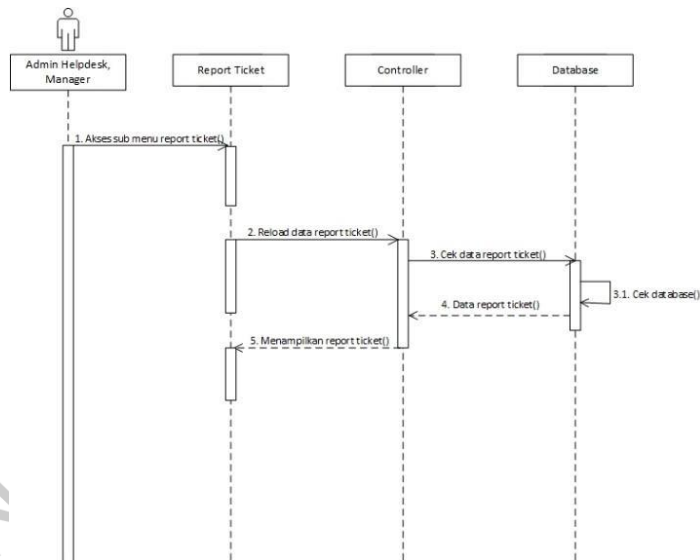 Admin Helpdesk,
Manager
Report Ticket
Controller
Database
1. Akses sub menu report ticket()
2. Reload data report ticket()
3. Cek data report ticket()
3.1. Cek database()
4. Data report ticket()
5. Menampilkan report ticket()